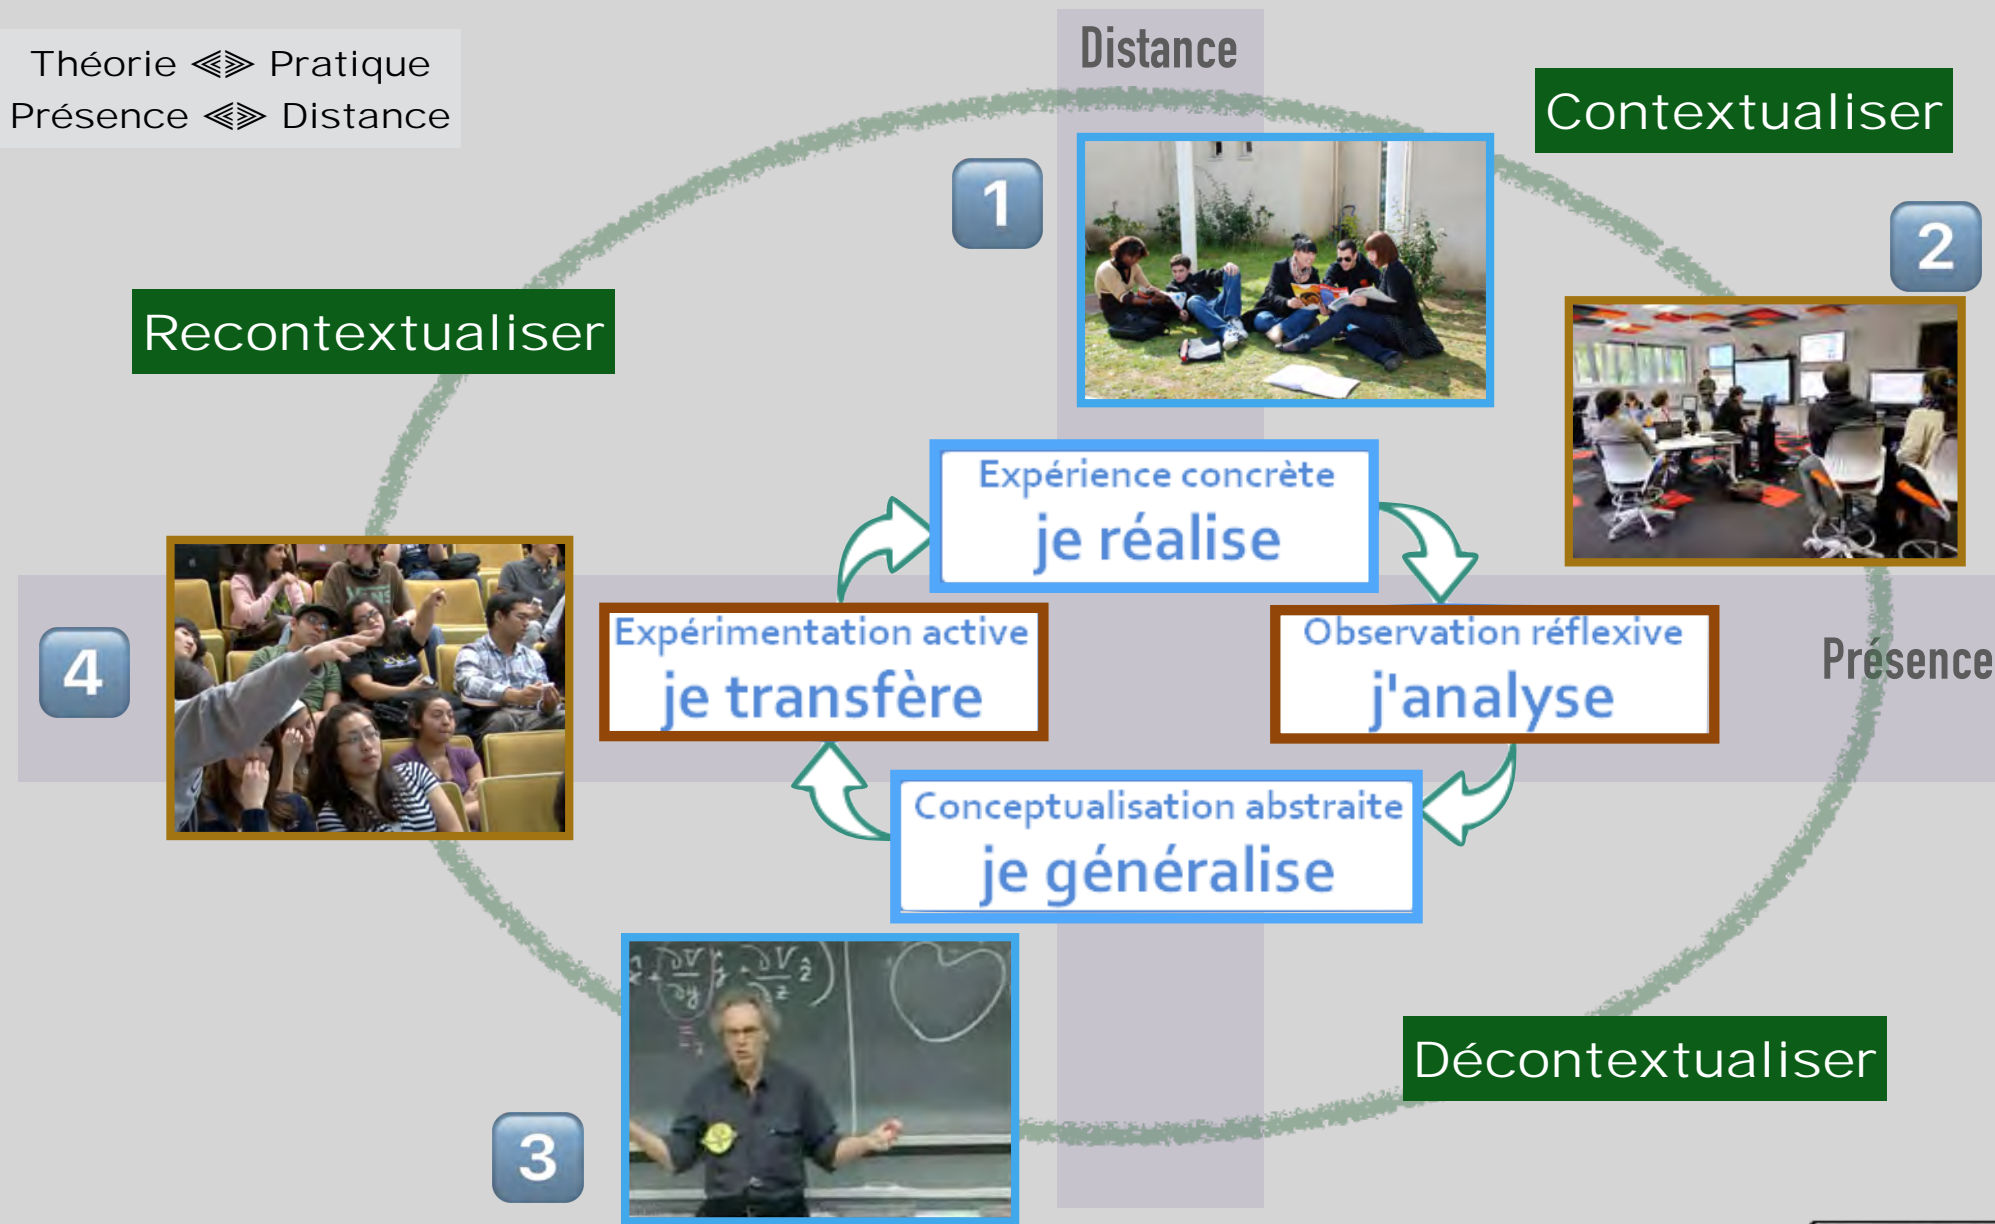 Théorie ⫷⫸ Pratique
Présence ⫷⫸ Distance
Distance
Contextualiser
1
2
Recontextualiser
Expérience concrète
je réalise
Expérimentation active
je transfère
Observation réflexive
j'analyse
Présence
4
Conceptualisation abstraite
je généralise
Décontextualiser
3